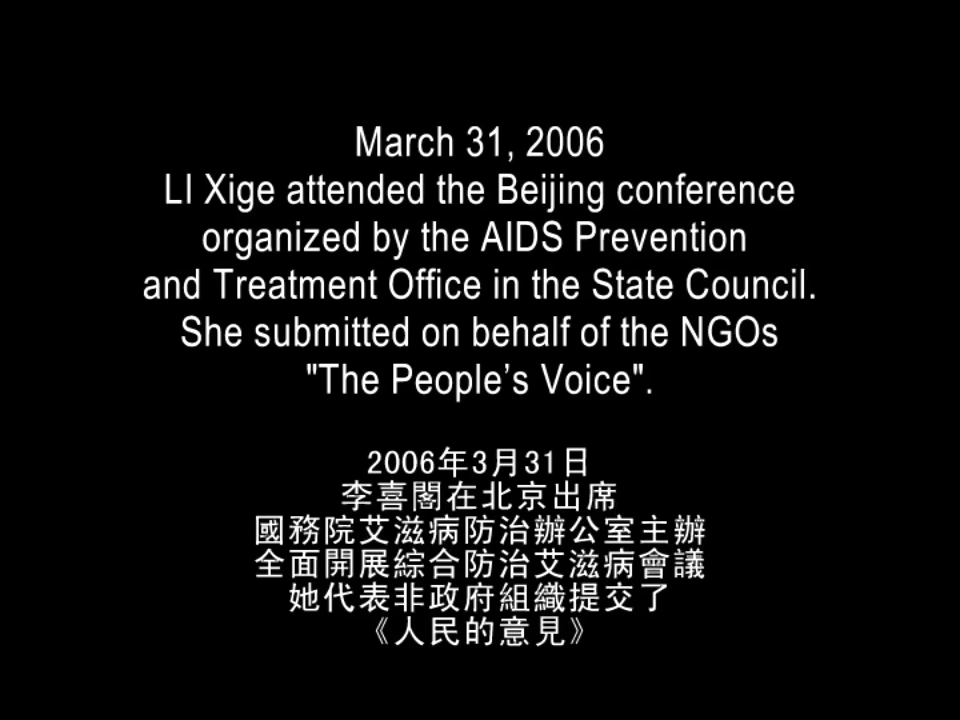 March 31, 2006
LI Xige attended the Beijing conference
organized by the AIDS Prevention
and Treatment Office in the State Council.
She submitted on behalf of the NGOs
"The People’s Voice".
2006年3月31日
李喜閣在北京出席
國務院艾滋病防治辦公室主辦
全面開展綜合防治艾滋病會議
她代表非政府組織提交了
《人民的意見》